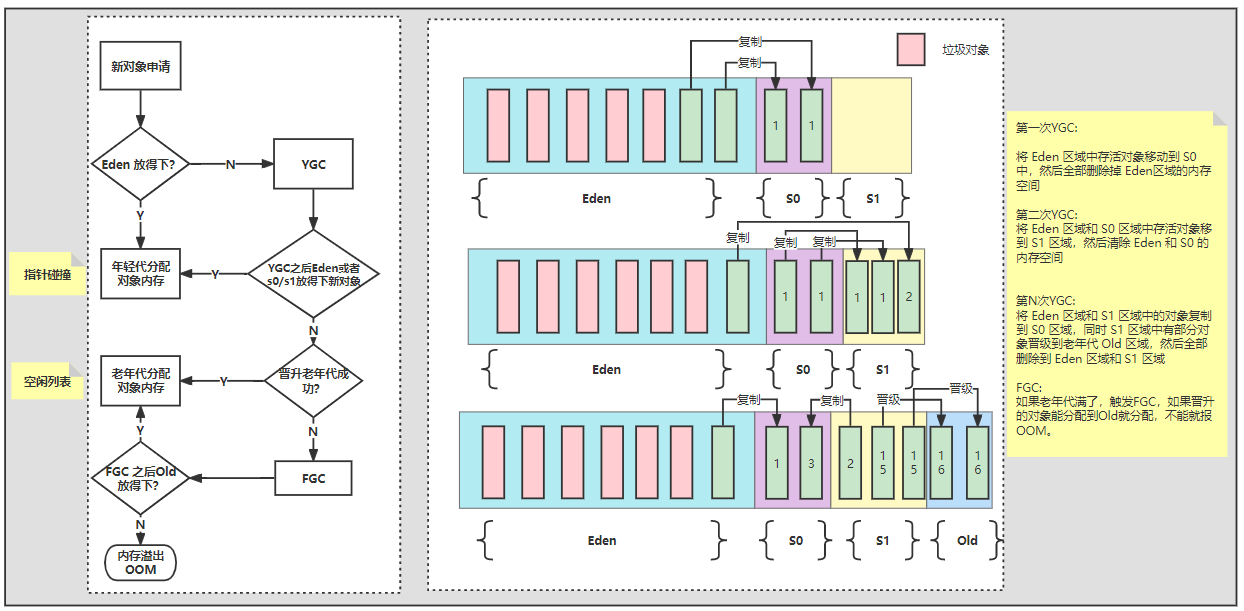 新对象申请
Eden 放得下?
N
YGC
Y
指针碰撞
年轻代分配
对象内存
Y
YGC之后Eden或者
s0/s1放得下新对象
N
空闲列表
老年代分配
对象内存
Y
晋升老年代成
功?
Y
N
FGC 之后Old
放得下?
FGC
N
内存溢出
OOM
复制
复制
垃圾对象
1
1
Eden
S0
S1
复制
复制
复制
1
1
1
1
2
Eden
S0
S1
复制
复制
晋级
晋级
1
3
2
1
5
1
5
1
6
1
6
Eden
S0
S1
Old
第一次YGC:
将 Eden 区域中存活对象移动到 S0
中，然后全部删除掉 Eden区域的内存
空间
第二次YGC:
将 Eden 区域和 S0 区域中存活对象移
到 S1 区域，然后清除 Eden 和 S0 的
内存空间
第N次YGC:
将 Eden 区域和 S1 区域中的对象复制
到 S0 区域，同时 S1 区域中有部分对
象晋级到老年代 Old 区域，然后全部
删除到 Eden 区域和 S1 区域
FGC:
如果老年代满了，触发FGC，如果晋升
的对象能分配到Old就分配，不能就报
OOM。